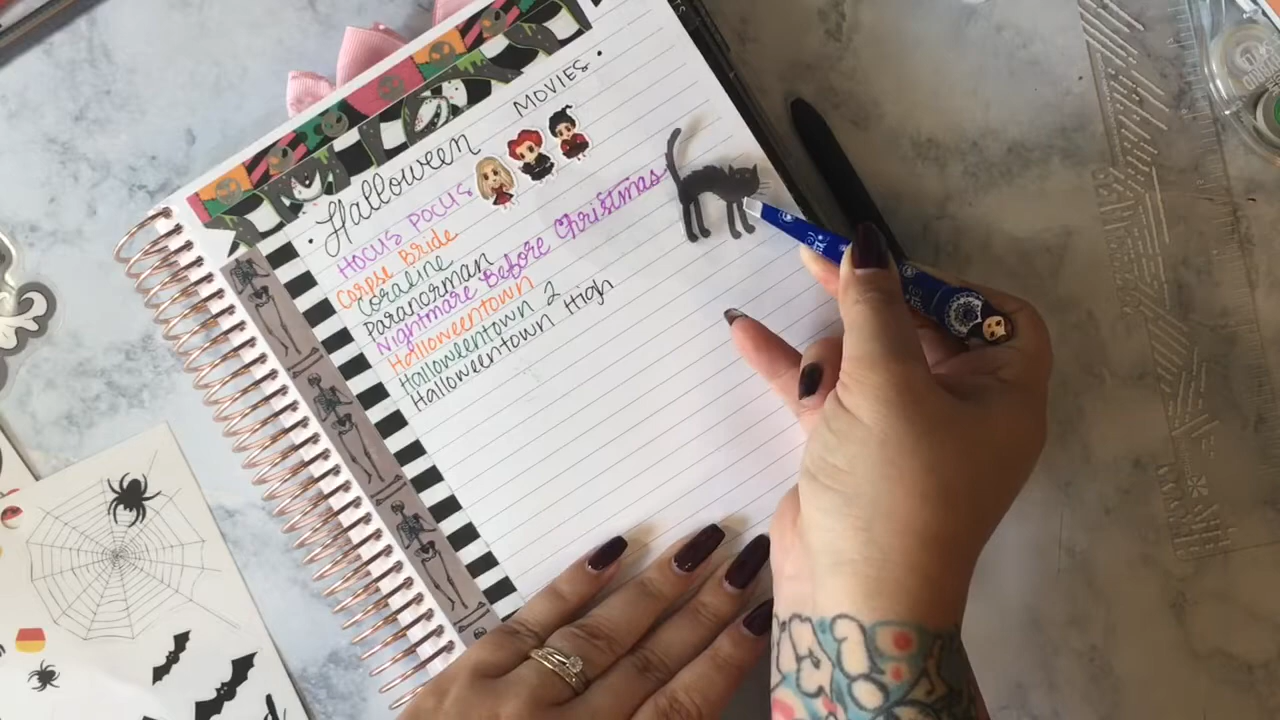 Halloween MOVIES
HOCUS POCUS
Corpse Bride
Coraline
Paranorman
Nightmare Before Christmas
Halloweentown
Halloweentown 2
Halloweentown High